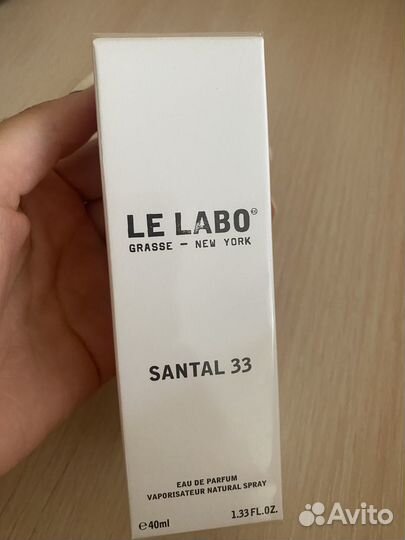 LE LABO®
GRASSE — NEW YORK
SANTAL 33
EAU DE PARFUM
VAPORISATEUR NATURAL SPRAY
℮40ml 1.33 FL.OZ.
Avito